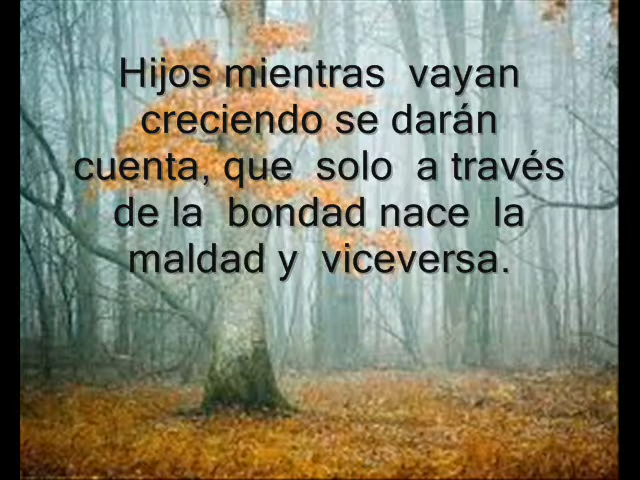 Hijos mientras vayan
creciendo se darán
cuenta, que solo a través
de la bondad nace la
maldad y viceversa.